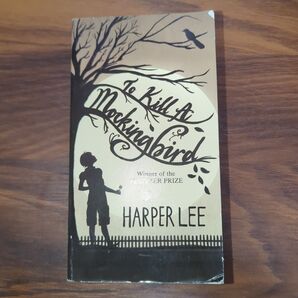 To Kill A
Mockingbird
Winner of the
PULITZER PRIZE
HARPER LEE